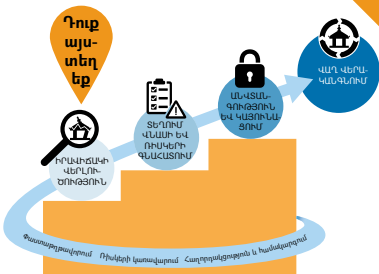 Դուք
այս-
տեղ
եք
ԻՐԱՎԻՃԱԿԻ
ՎԵՐԼՈՒ-
ԾՈՒԹՅՈՒՆ
ՏԵՂՈՒՄ
ՎՆԱՍԻ ԵՎ
ՌԻՍԿԵՐԻ
ԳՆԱՀԱՏՈՒՄ
ԱՆՎՏԱՆ-
ԳՈՒԹՅՈՒՆ
ԵՎ ԿԱՅՈՒՆԱ-
ՑՈՒՄ
ՎԱՂ ՎԵՐԱ-
ԿԱՆԳՆՈՒՄ
Փաստաթղթավորում Ռիսկերի կառավարում Հաղորդակցություն և համակարգում